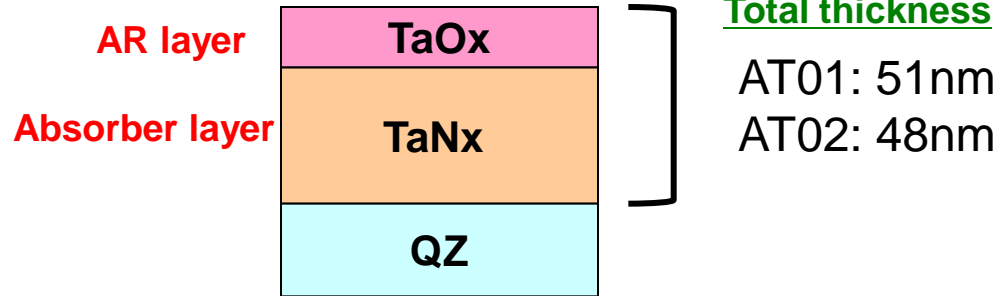 Total thickness
AR layer
TaOx
AT01: 51nm
Absorber layer
TaNx
AT02: 48nm
QZ